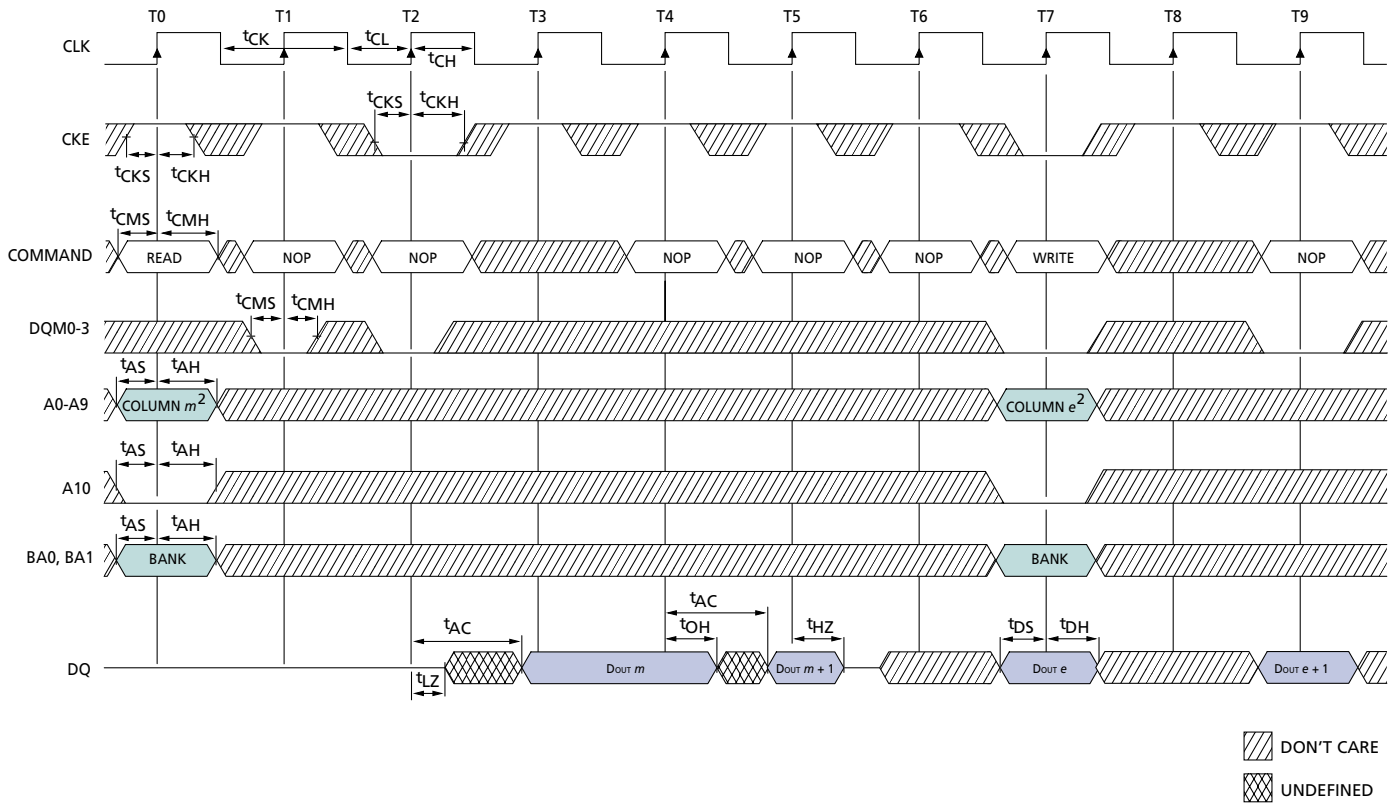 T0 T1 T2 T3 T4 T5 T6 T7 T8 T9
CLK tCK tCL
tCH
tCKS tCKH
CKE
tCKS tCKH
tCMS tCMH
COMMAND READ NOP NOP NOP NOP NOP WRITE NOP
tCMS tCMH
DQM0-3
tAS tAH
A0-A9 COLUMN m2 COLUMN e2
tAS tAH
A10
tAS tAH
BA0, BA1 BANK BANK
tAC
tAC tOH tHZ tDS tDH
DQ DOUT m DOUT m + 1 DOUT e DOUT e + 1
tLZ
DON'T CARE
UNDEFINED